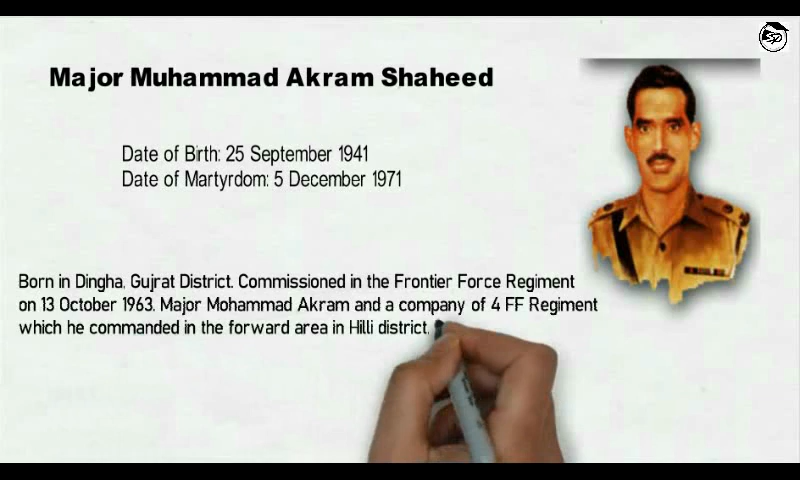 Major Muhammad Akram Shaheed
Date of Birth: 25 September 1941
Date of Martyrdom: 5 December 1971
Born in Dingha, Gujrat District. Commissioned in the Frontier Force Regiment
on 13 October 1963. Major Mohammad Akram and a company of 4 FF Regiment
which he commanded in the forward area in Hilli district.